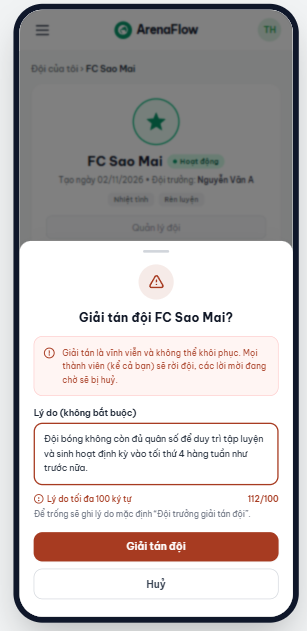 ArenaFlow
TH
Đội của tôi › FC Sao Mai
FC Sao Mai
Hoạt động
Tạo ngày 02/11/2026 • Đội trưởng: Nguyễn Văn A
Nhiệt tình
Rèn luyện
Quản lý đội
Giải tán đội FC Sao Mai?
Giải tán là vĩnh viễn và không thể khôi phục. Mọi
thành viên (kể cả bạn) sẽ rời đội, các lời mời đang
chờ sẽ bị huỷ.
Lý do (không bắt buộc)
Đội bóng không còn đủ quân số để duy trì tập luyện
và sinh hoạt định kỳ vào tối thứ 4 hàng tuần như
trước nữa.
Lý do tối đa 100 ký tự
112/100
Để trống sẽ ghi lý do mặc định "Đội trưởng giải tán đội".
Giải tán đội
Huỷ